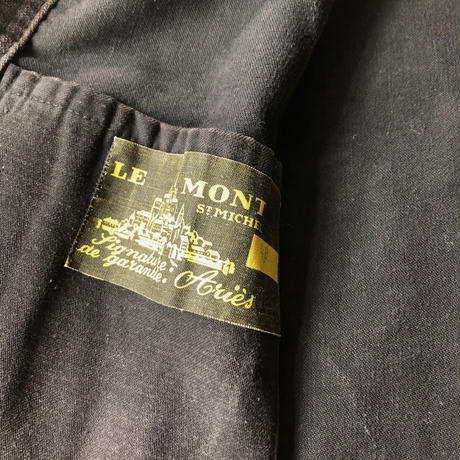 LE MONT
ST MICHEL
Signature
de garantie. Ariès